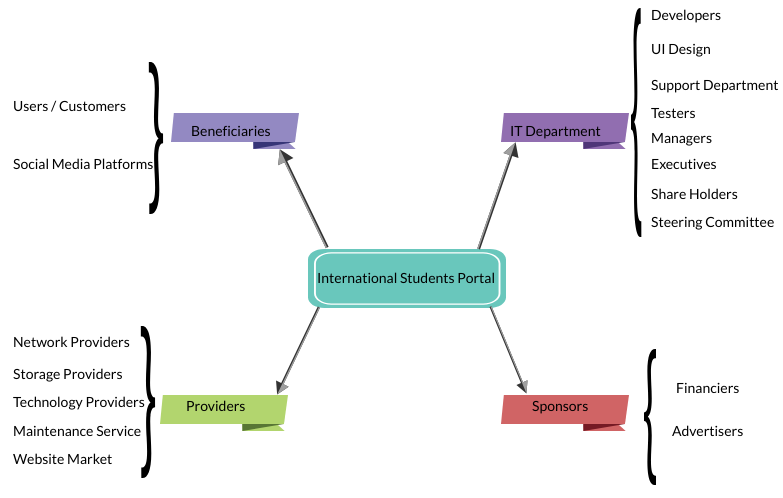 Developers
UI Design
Support Department
Testers
Managers
Executives
Share Holders
Steering Committee
IT Department
Users / Customers
Social Media Platforms
Beneficiaries
International Students Portal
Network Providers
Storage Providers
Technology Providers
Maintenance Service
Website Market
Providers
Sponsors
Financiers
Advertisers